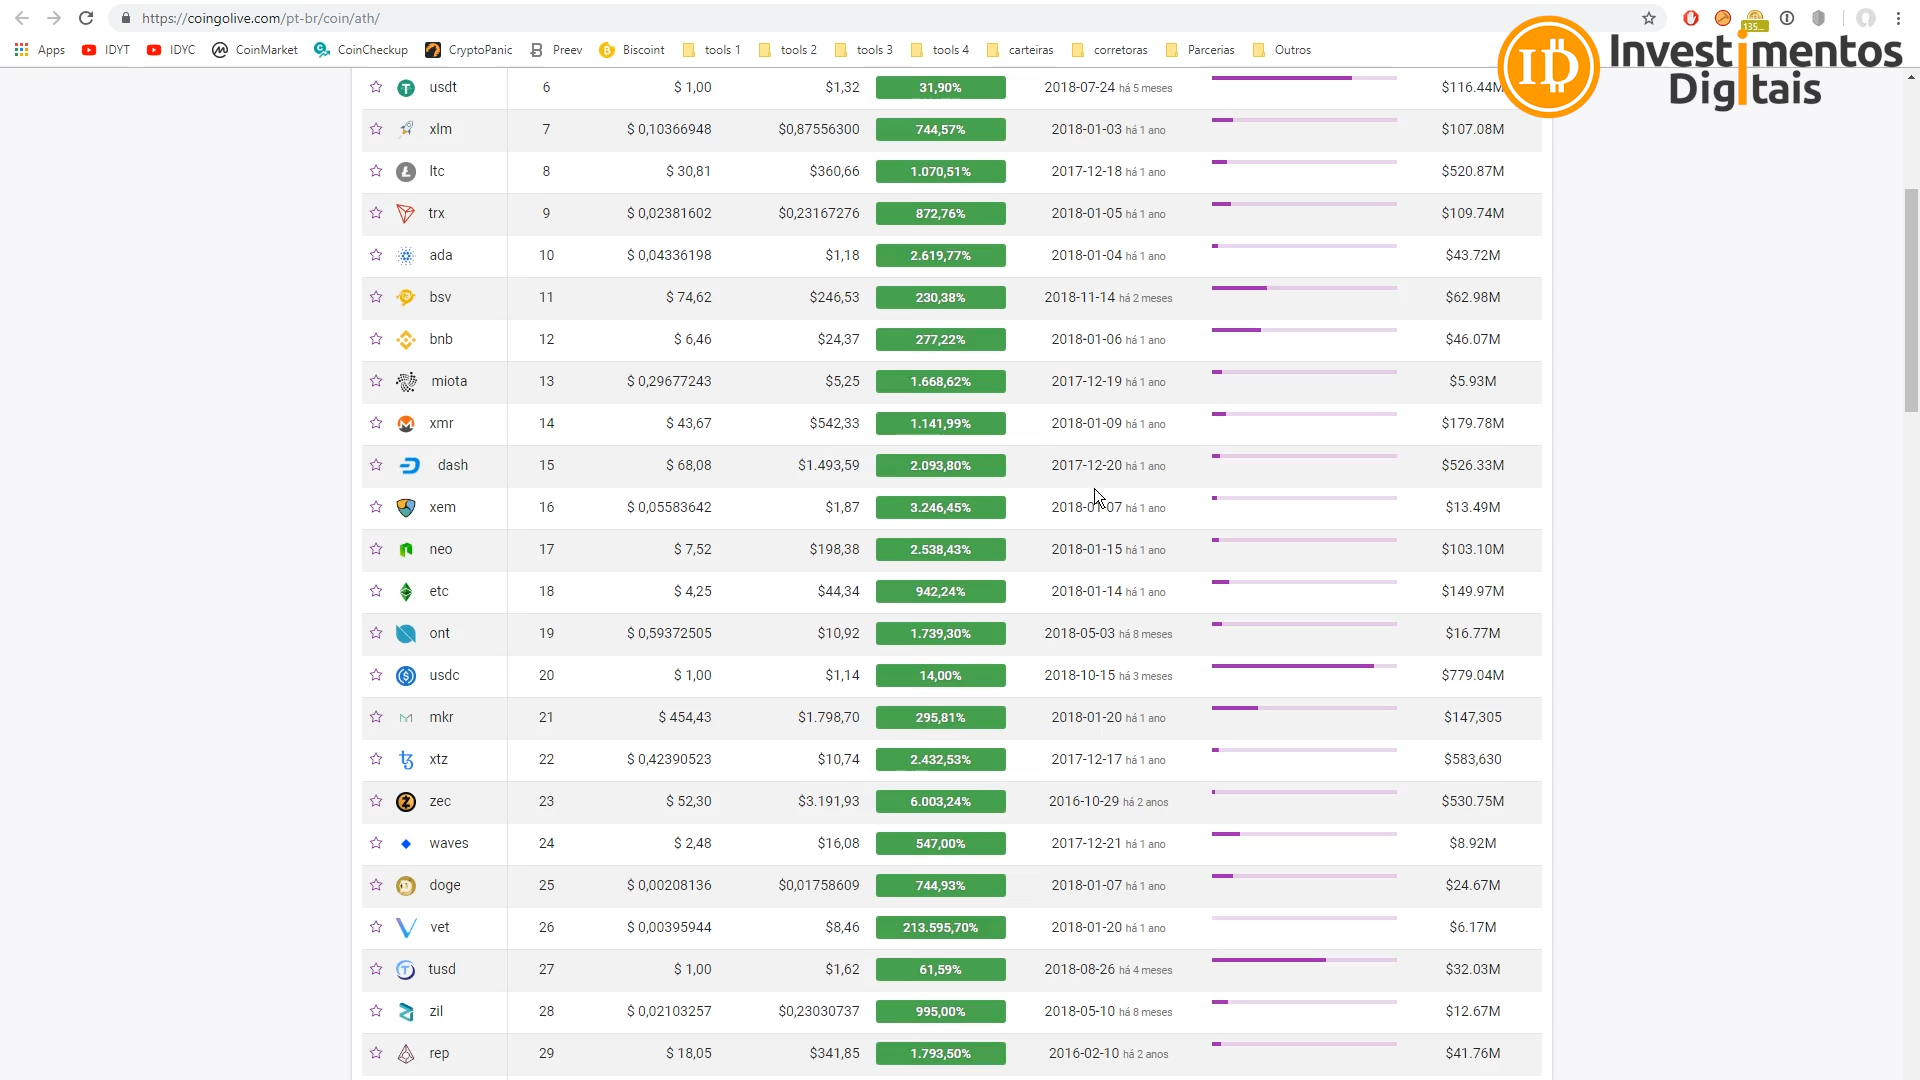 https://coingolive.com/pt-br/coin/ath/
135...
Apps IDYT IDYC CoinMarket CoinCheckup CryptoPanic Preev Biscoint tools 1 tools 2 tools 3 tools 4 carteiras corretoras Parcerias Outros
Investimentos
Digitais
usdt 6 $ 1,00 $1,32 31,90% 2018-07-24 há 5 meses $116.44M
xlm 7 $ 0,10366948 $0,87556300 744,57% 2018-01-03 há 1 ano $107.08M
ltc 8 $ 30,81 $360,66 1.070,51% 2017-12-18 há 1 ano $520.87M
trx 9 $ 0,02381602 $0,23167276 872,76% 2018-01-05 há 1 ano $109.74M
ada 10 $ 0,04336198 $1,18 2.619,77% 2018-01-04 há 1 ano $43.72M
bsv 11 $ 74,62 $246,53 230,38% 2018-11-14 há 2 meses $62.98M
bnb 12 $ 6,46 $24,37 277,22% 2018-01-06 há 1 ano $46.07M
miota 13 $ 0,29677243 $5,25 1.668,62% 2017-12-19 há 1 ano $5.93M
xmr 14 $ 43,67 $542,33 1.141,99% 2018-01-09 há 1 ano $179.78M
dash 15 $ 68,08 $1.493,59 2.093,80% 2017-12-20 há 1 ano $526.33M
xem 16 $ 0,05583642 $1,87 3.246,45% 2018-01-07 há 1 ano $13.49M
neo 17 $ 7,52 $198,38 2.538,43% 2018-01-15 há 1 ano $103.10M
etc 18 $ 4,25 $44,34 942,24% 2018-01-14 há 1 ano $149.97M
ont 19 $ 0,59372505 $10,92 1.739,30% 2018-05-03 há 8 meses $16.77M
usdc 20 $ 1,00 $1,14 14,00% 2018-10-15 há 3 meses $779.04M
mkr 21 $ 454,43 $1.798,70 295,81% 2018-01-20 há 1 ano $147,305
xtz 22 $ 0,42390523 $10,74 2.432,53% 2017-12-17 há 1 ano $583,630
zec 23 $ 52,30 $3.191,93 6.003,24% 2016-10-29 há 2 anos $530.75M
waves 24 $ 2,48 $16,08 547,00% 2017-12-21 há 1 ano $8.92M
doge 25 $ 0,00208136 $0,01758609 744,93% 2018-01-07 há 1 ano $24.67M
vet 26 $ 0,00395944 $8,46 213.595,70% 2018-01-20 há 1 ano $6.17M
tusd 27 $ 1,00 $1,62 61,59% 2018-08-26 há 4 meses $32.03M
zil 28 $ 0,02103257 $0,23030737 995,00% 2018-05-10 há 8 meses $12.67M
rep 29 $ 18,05 $341,85 1.793,50% 2016-02-10 há 2 anos $41.76M